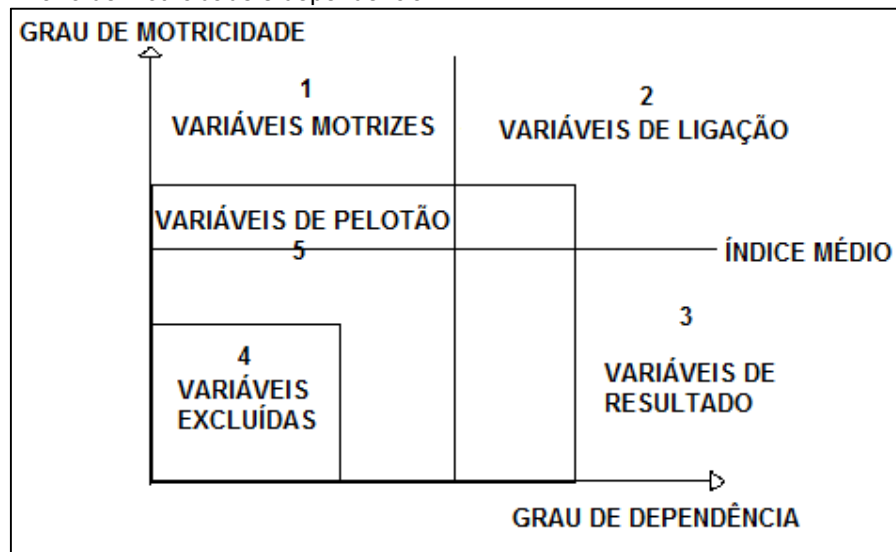 GRAU DE MOTRICIDADE
1
VARIÁVEIS MOTRIZES
2
VARIÁVEIS DE LIGAÇÃO
VARIÁVEIS DE PELOTÃO
5
ÍNDICE MÉDIO
3
VARIÁVEIS DE
RESULTADO
4
VARIÁVEIS
EXCLUÍDAS
GRAU DE DEPENDÊNCIA